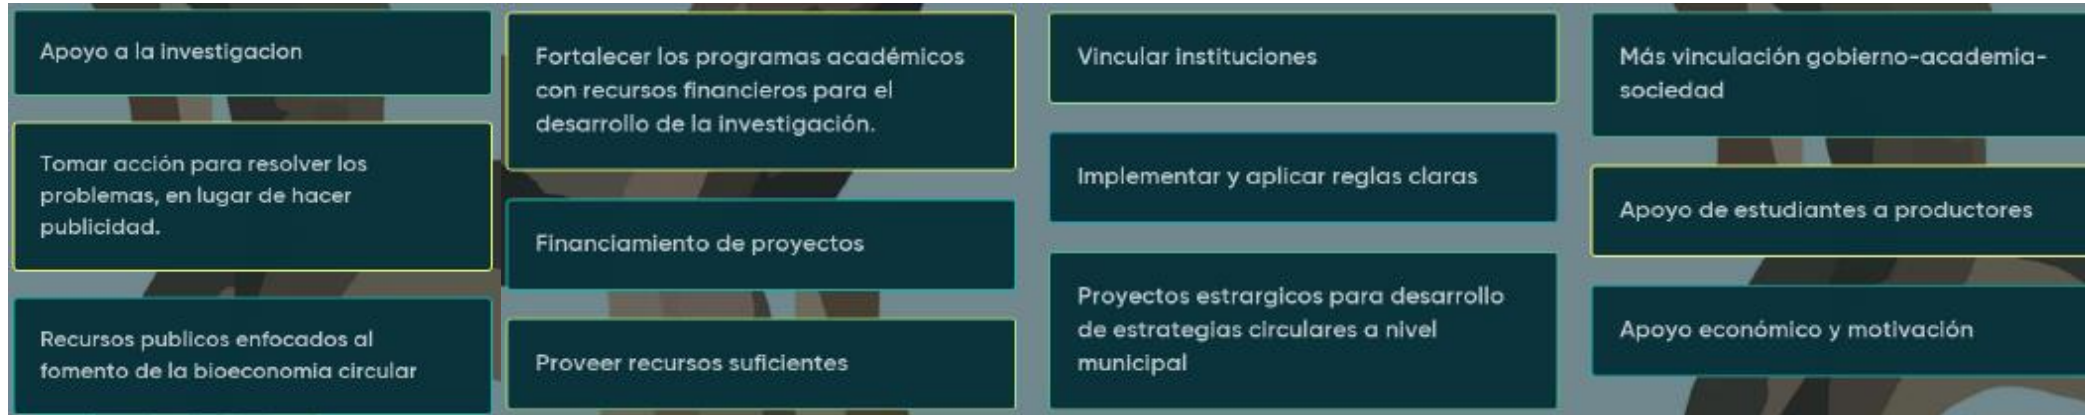 Apoyo a la investigacion
Tomar acción para resolver los
problemas, en lugar de hacer
publicidad.
Recursos publicos enfocados al
fomento de la bioeconomia circular
Fortalecer los programas académicos
con recursos financieros para el
desarrollo de la investigación.
Financiamiento de proyectos
Proveer recursos suficientes
Vincular instituciones
Implementar y aplicar reglas claras
Proyectos estrargicos para desarrollo
de estrategias circulares a nivel
municipal
Más vinculación gobierno-academia-
sociedad
Apoyo de estudiantes a productores
Apoyo económico y motivación